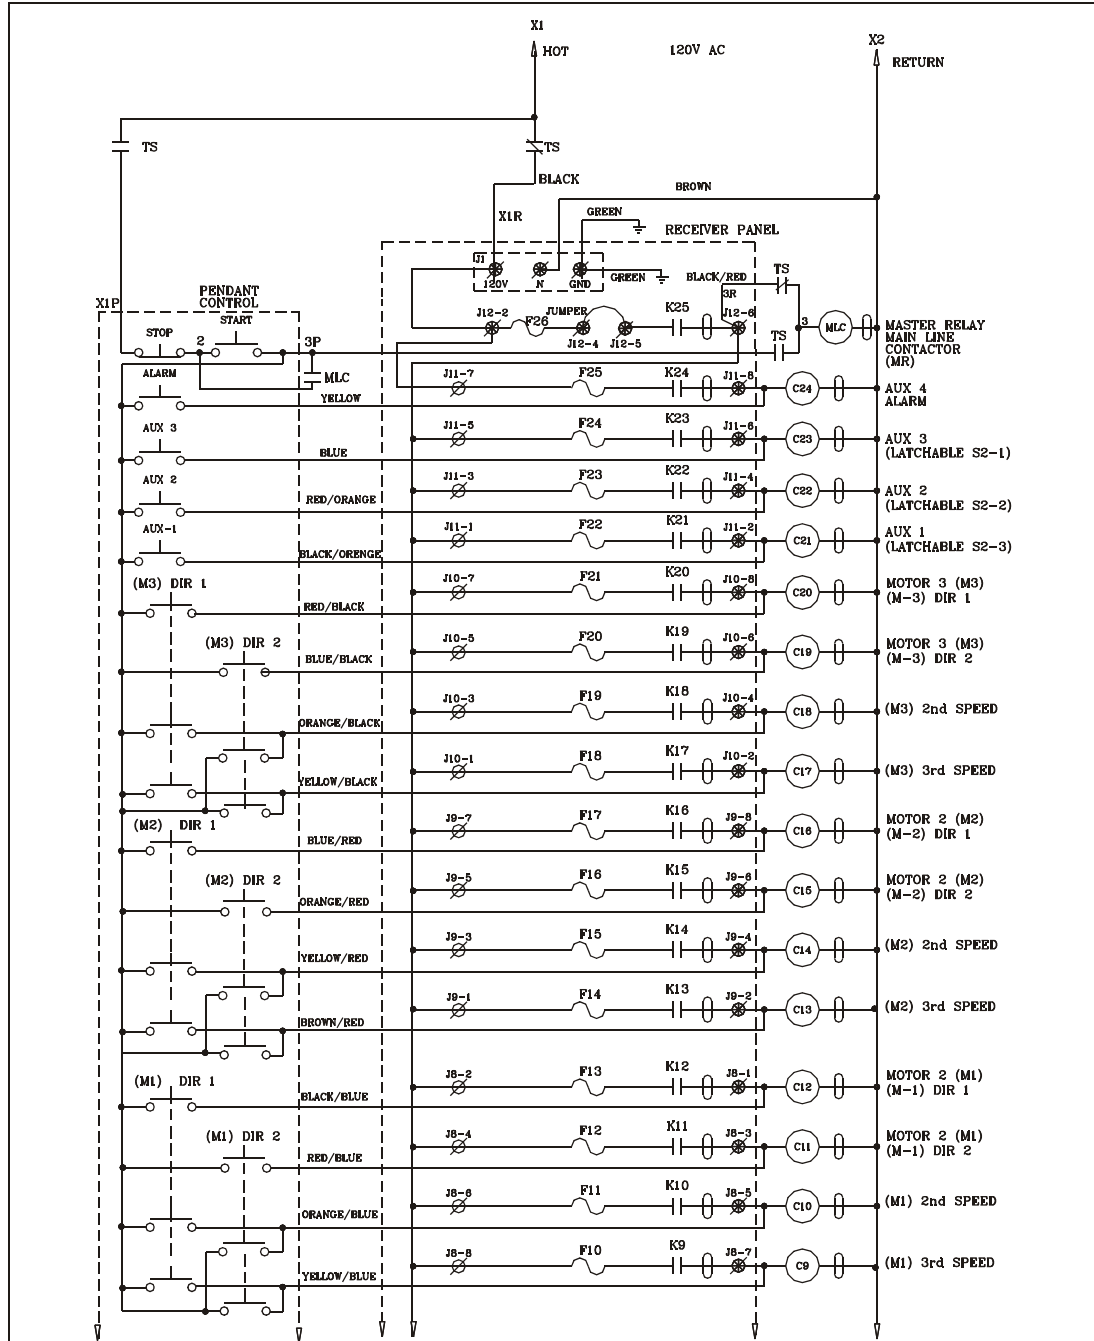 X1
HOT
120V AC
X2
RETURN
TS
TS
BLACK
BROWN
X1R
GREEN
RECEIVER PANEL
J1
120V
N
GND
GREEN
BLACK/RED
TS
3R
X1P
PENDANT
CONTROL
STOP
2
START
3P
J12-2
F26
JUMPER
J12-4
J12-5
K25
J12-6
3
TS
MLC
MASTER RELAY
MAIN LINE
CONTACTOR
(MR)
MLC
ALARM
YELLOW
J11-7
F25
K24
J11-8
C24
AUX 4
ALARM
AUX 3
BLUE
J11-5
F24
K23
J11-6
C23
AUX 3
(LATCHABLE S2-1)
AUX 2
RED/ORANGE
J11-3
F23
K22
J11-4
C22
AUX 2
(LATCHABLE S2-2)
AUX-1
BLACK/ORENGE
J11-1
F22
K21
J11-2
C21
AUX 1
(LATCHABLE S2-3)
(M3) DIR 1
RED/BLACK
J10-7
F21
K20
J10-8
C20
MOTOR 3 (M3)
(M-3) DIR 1
(M3) DIR 2
BLUE/BLACK
J10-5
F20
K19
J10-6
C19
MOTOR 3 (M3)
(M-3) DIR 2
ORANGE/BLACK
J10-3
F19
K18
J10-4
C18
(M3) 2nd SPEED
YELLOW/BLACK
J10-1
F18
K17
J10-2
C17
(M3) 3rd SPEED
(M2) DIR 1
BLUE/RED
J9-7
F17
K16
J9-8
C16
MOTOR 2 (M2)
(M-2) DIR 1
(M2) DIR 2
ORANGE/RED
J9-5
F16
K15
J9-6
C15
MOTOR 2 (M2)
(M-2) DIR 2
YELLOW/RED
J9-3
F15
K14
J9-4
C14
(M2) 2nd SPEED
BROWN/RED
J9-1
F14
K13
J9-2
C13
(M2) 3rd SPEED
(M1) DIR 1
BLACK/BLUE
J8-2
F13
K12
J8-1
C12
MOTOR 2 (M1)
(M-1) DIR 1
(M1) DIR 2
RED/BLUE
J8-4
F12
K11
J8-3
C11
MOTOR 2 (M1)
(M-1) DIR 2
ORANGE/BLUE
J8-6
F11
K10
J8-5
C10
(M1) 2nd SPEED
YELLOW/BLUE
J8-8
F10
K9
J8-7
C9
(M1) 3rd SPEED